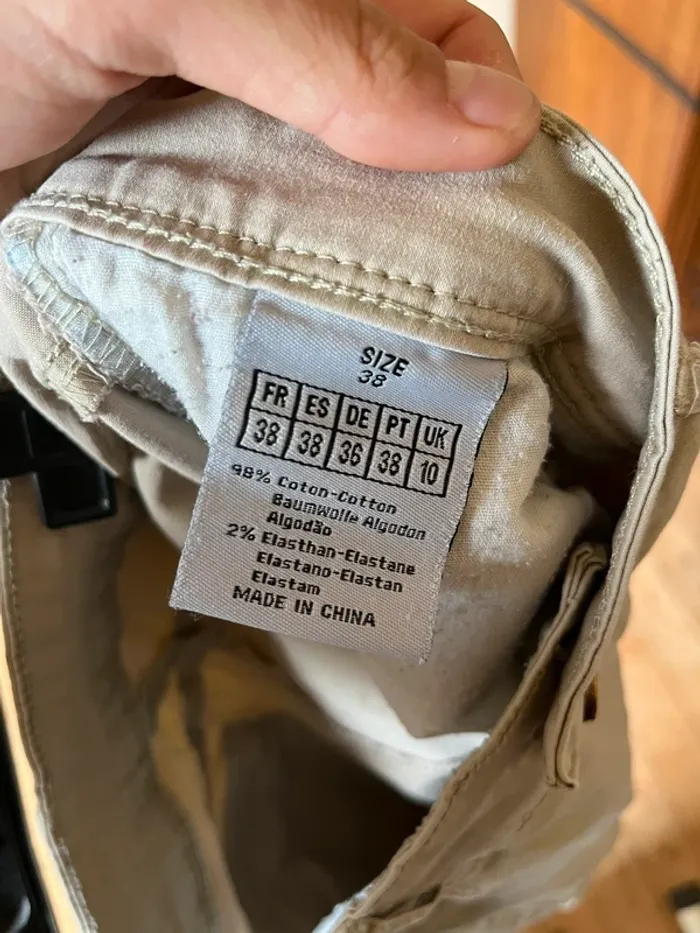 SIZE
38
FR ES DE PT UK
38 38 36 38 10
98% Coton-Cotton
Baumwolle Algodon
Algodão
2% Elasthan-Elastane
Elastano-Elastan
Elastam
MADE IN CHINA